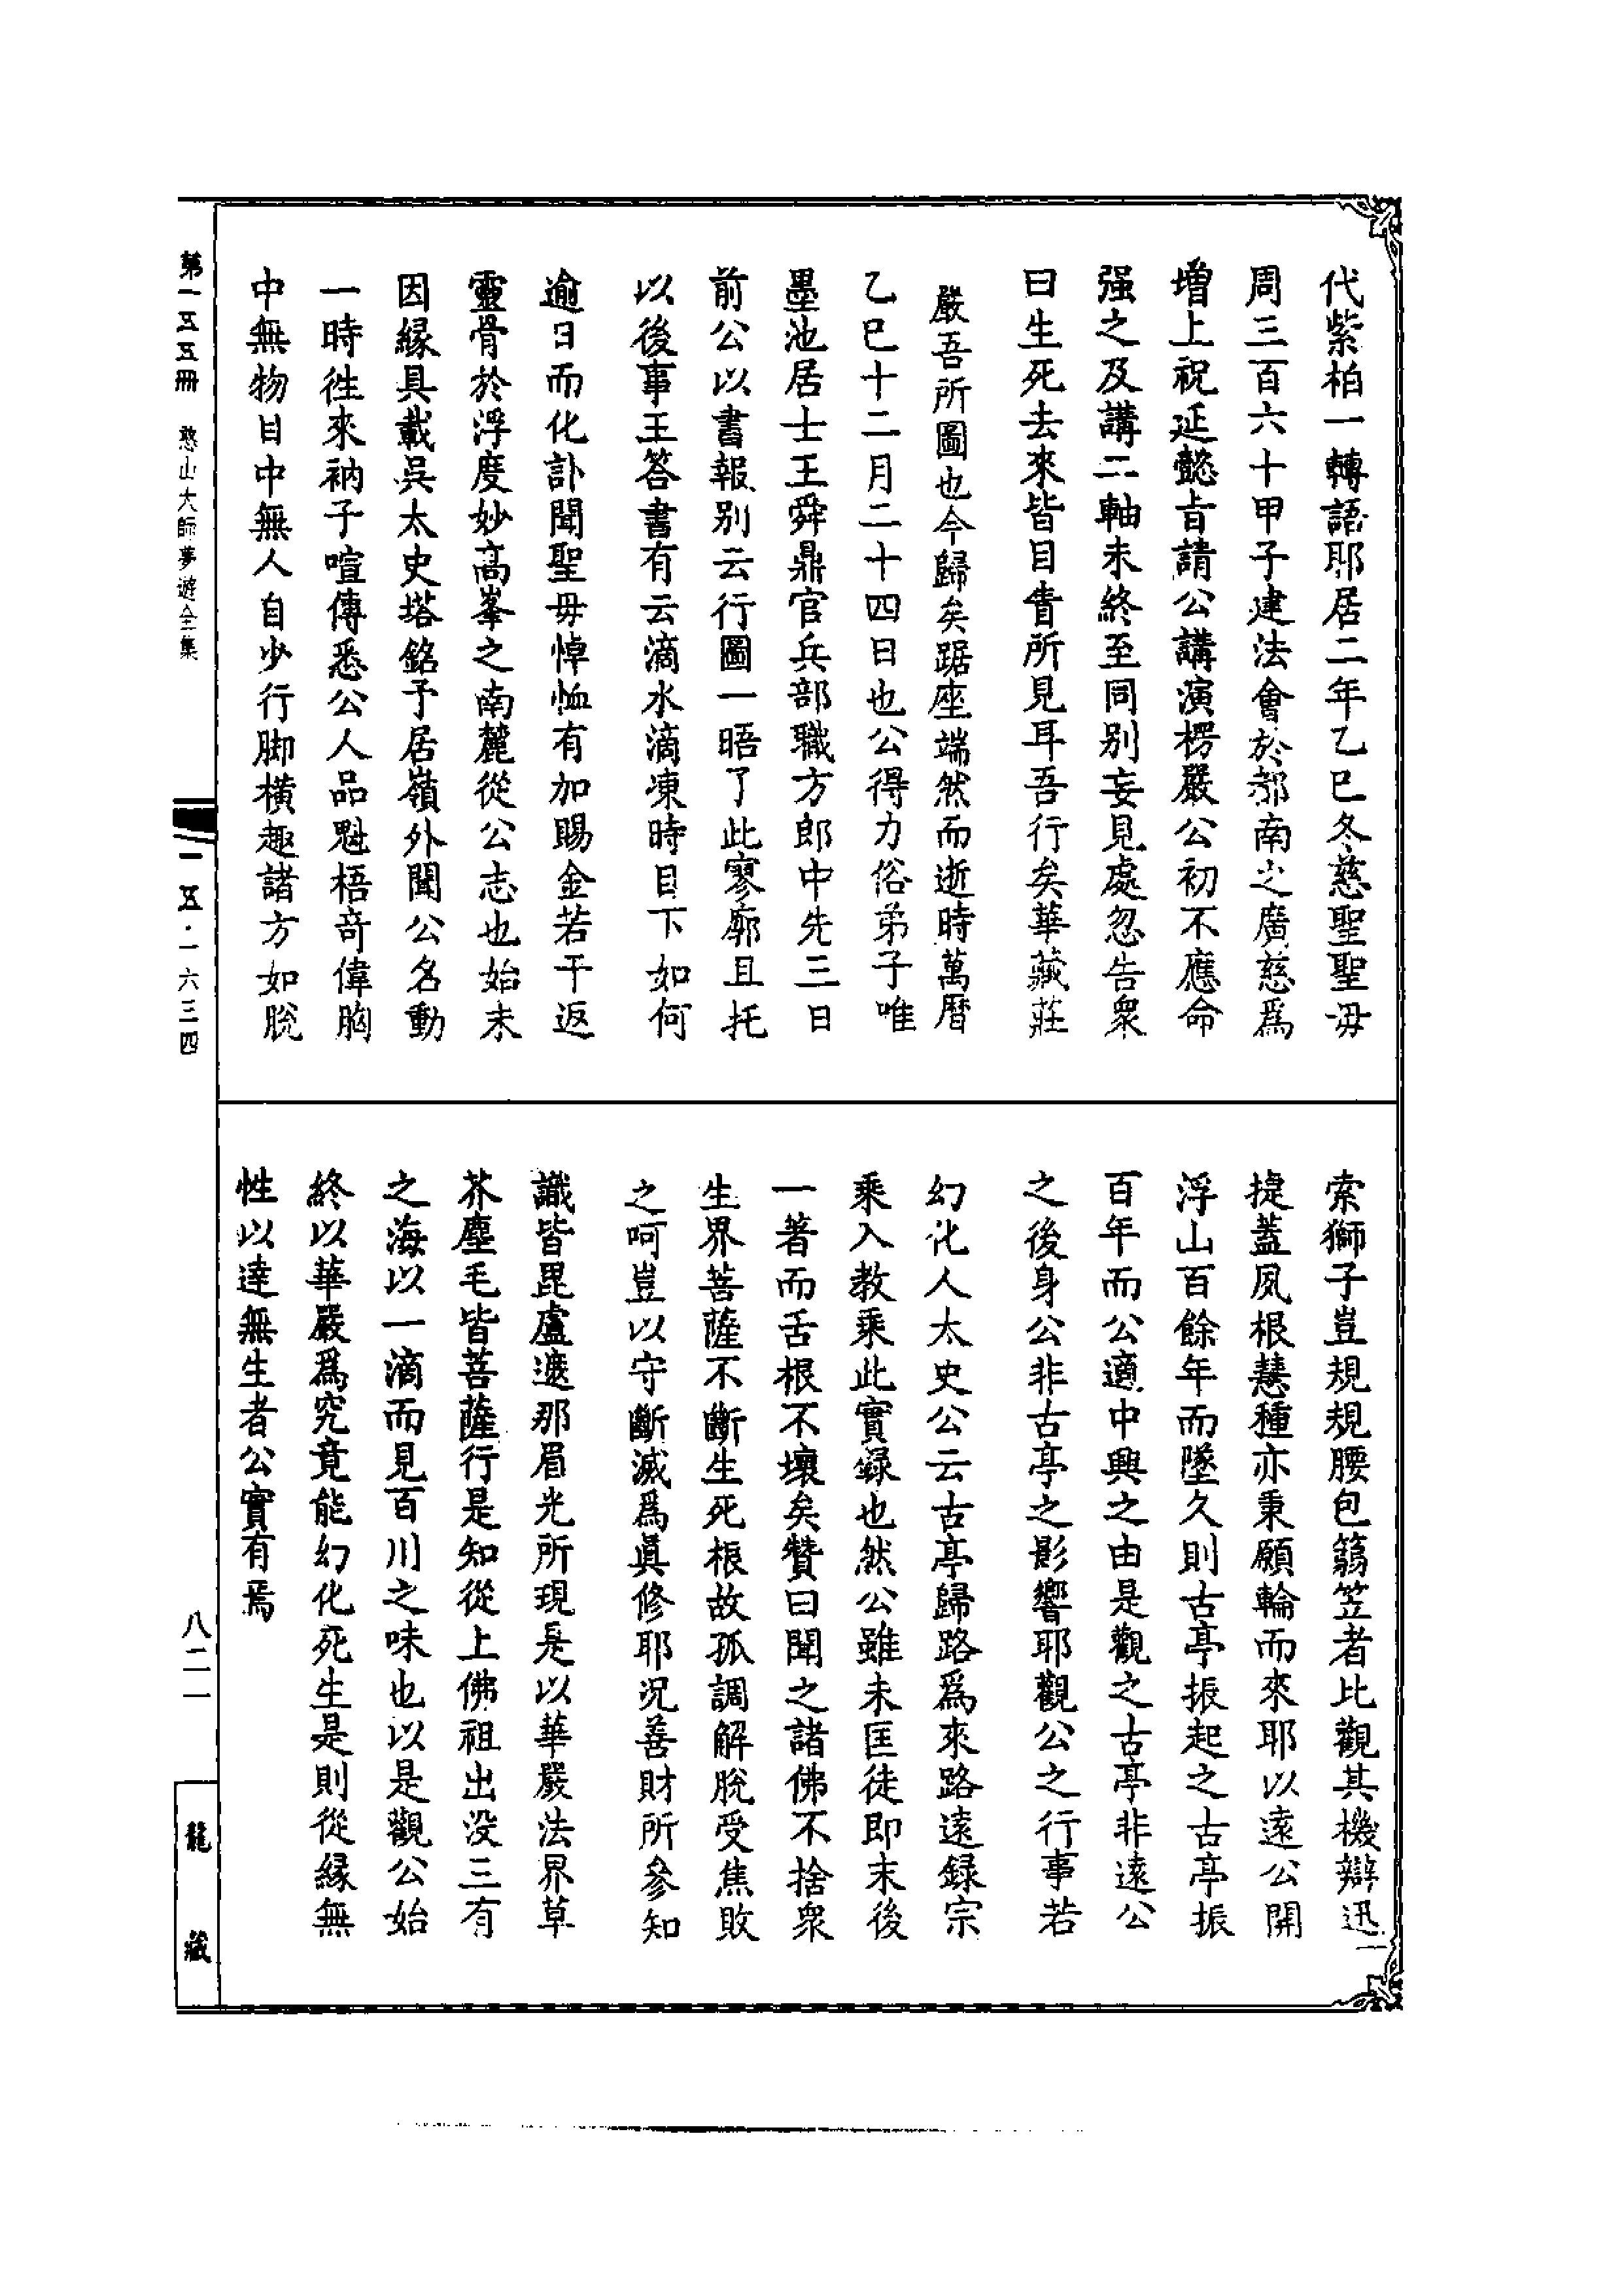 代紫柏一轉語耶居二年乙巳冬慈聖聖毋
周三百六十甲子建法會於都南之廣慈爲
增上祝延懿旨請公講演楞嚴公初不應命
强之及講二軸未終至同別妄見處忽告衆
曰生死去來皆目眚所見耳吾行矣華藏莊
嚴吾所圖也今歸矣踞座端然而逝時萬曆
乙巳十二月二十四日也公得力俗弟子唯
墨池居士王舜鼎官兵部職方郎中先三日
前公以書報別云行圖一晤了此寥廓且托
以後事王答書有云滴水滴凍時目下如何
逾日而化訃聞聖毋悼恤有加賜金若干返
靈骨於浮度妙高峯之南麓從公志也始末
因緣具載吳太史塔銘予居嶺外聞公名動
一時徃來衲子喧傳悉公人品魁梧奇偉胸
中無物目中無人自少行脚橫趣諸方如脫
索獅子豈規規腰包篛笠者比觀其機辯迅
捷蓋夙根慧種亦秉願輪而來耶以遠公開
浮山百餘年而墜久則古亭振起之古亭振
百年而公適中興之由是觀之古亭非遠公
之後身公非古亭之影響耶觀公之行事若
幻化人太史公云古亭歸路爲來路遠録宗
乘入教乘此實録也然公雖未匡徒即末後
一著而舌根不壞矣贊曰聞之諸佛不捨衆
生界菩薩不斷生死根故孤調解脫受焦敗
之呵豈以守斷滅爲眞修耶況善財所參知
識皆毘盧遮那眉光所現是以華嚴法界草
芥塵毛皆菩薩行是知從上佛祖出没三有
之海以一滴而見百川之味也以是觀公始
終以華嚴爲究竟能幻化死生是則從緣無
性以達無生者公實有焉
第一五五冊 憨山大師夢遊全集
一五·一六三四
八二一
龍藏